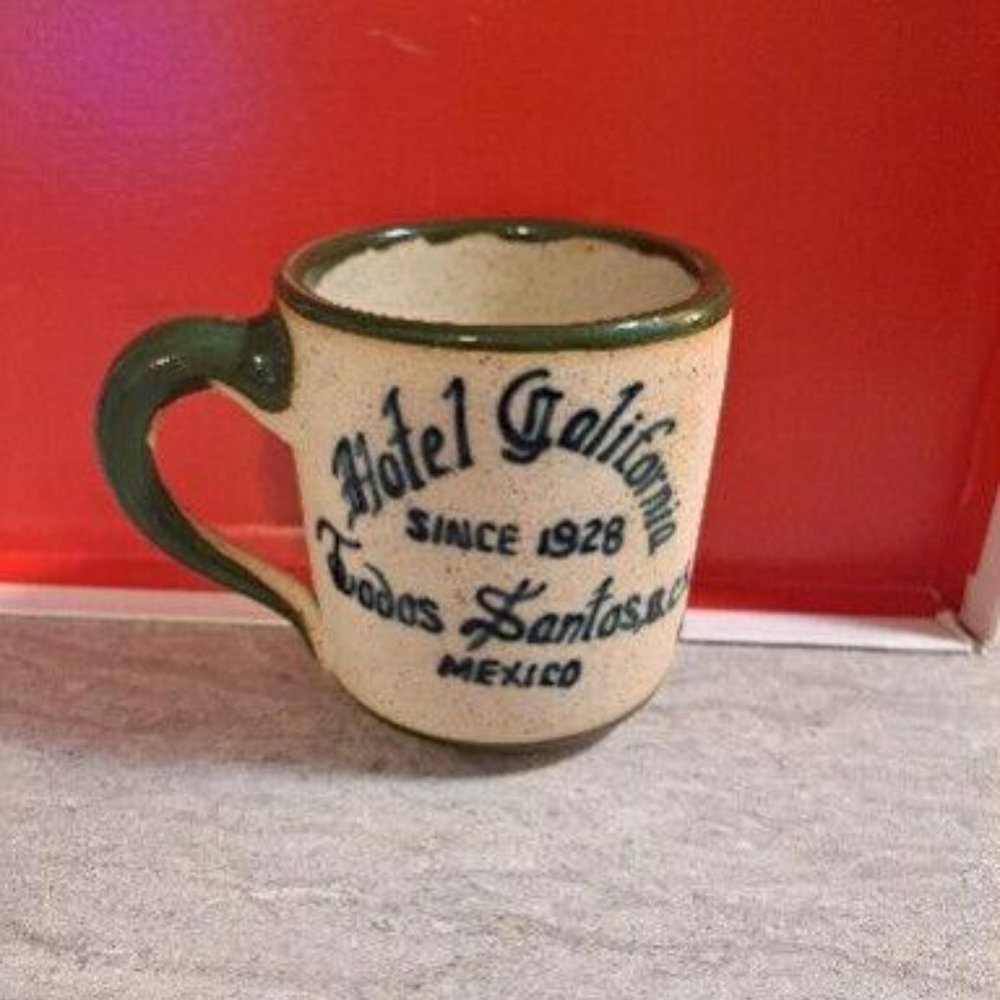 Hotel California
SINCE 1928
Todos Santos, B.C.
MEXICO